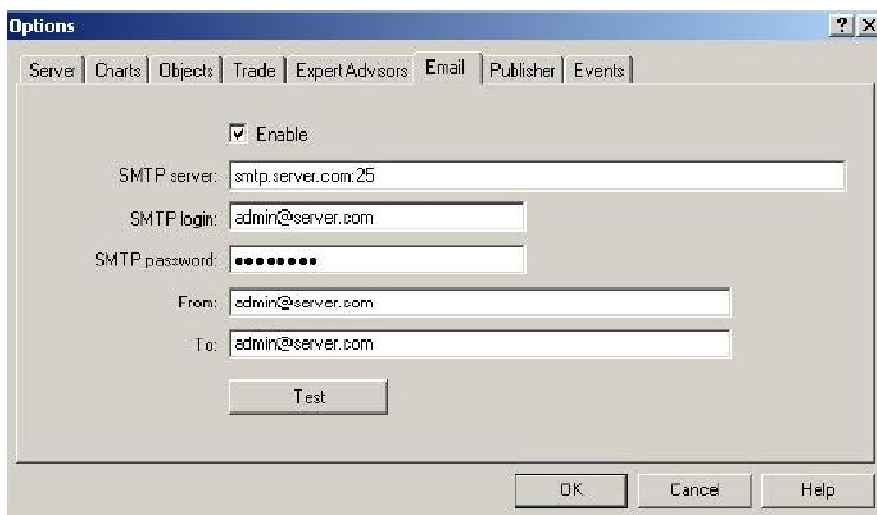 Options
Server Charts Objects Trade Expert Advisors Email Publisher Events
Enable
SMTP server: smtp.server.com:25
SMTP login: admin@server.com
SMTP password: ●●●●●●●●
From: admin@server.com
To: admin@server.com
Test
OK Cancel Help